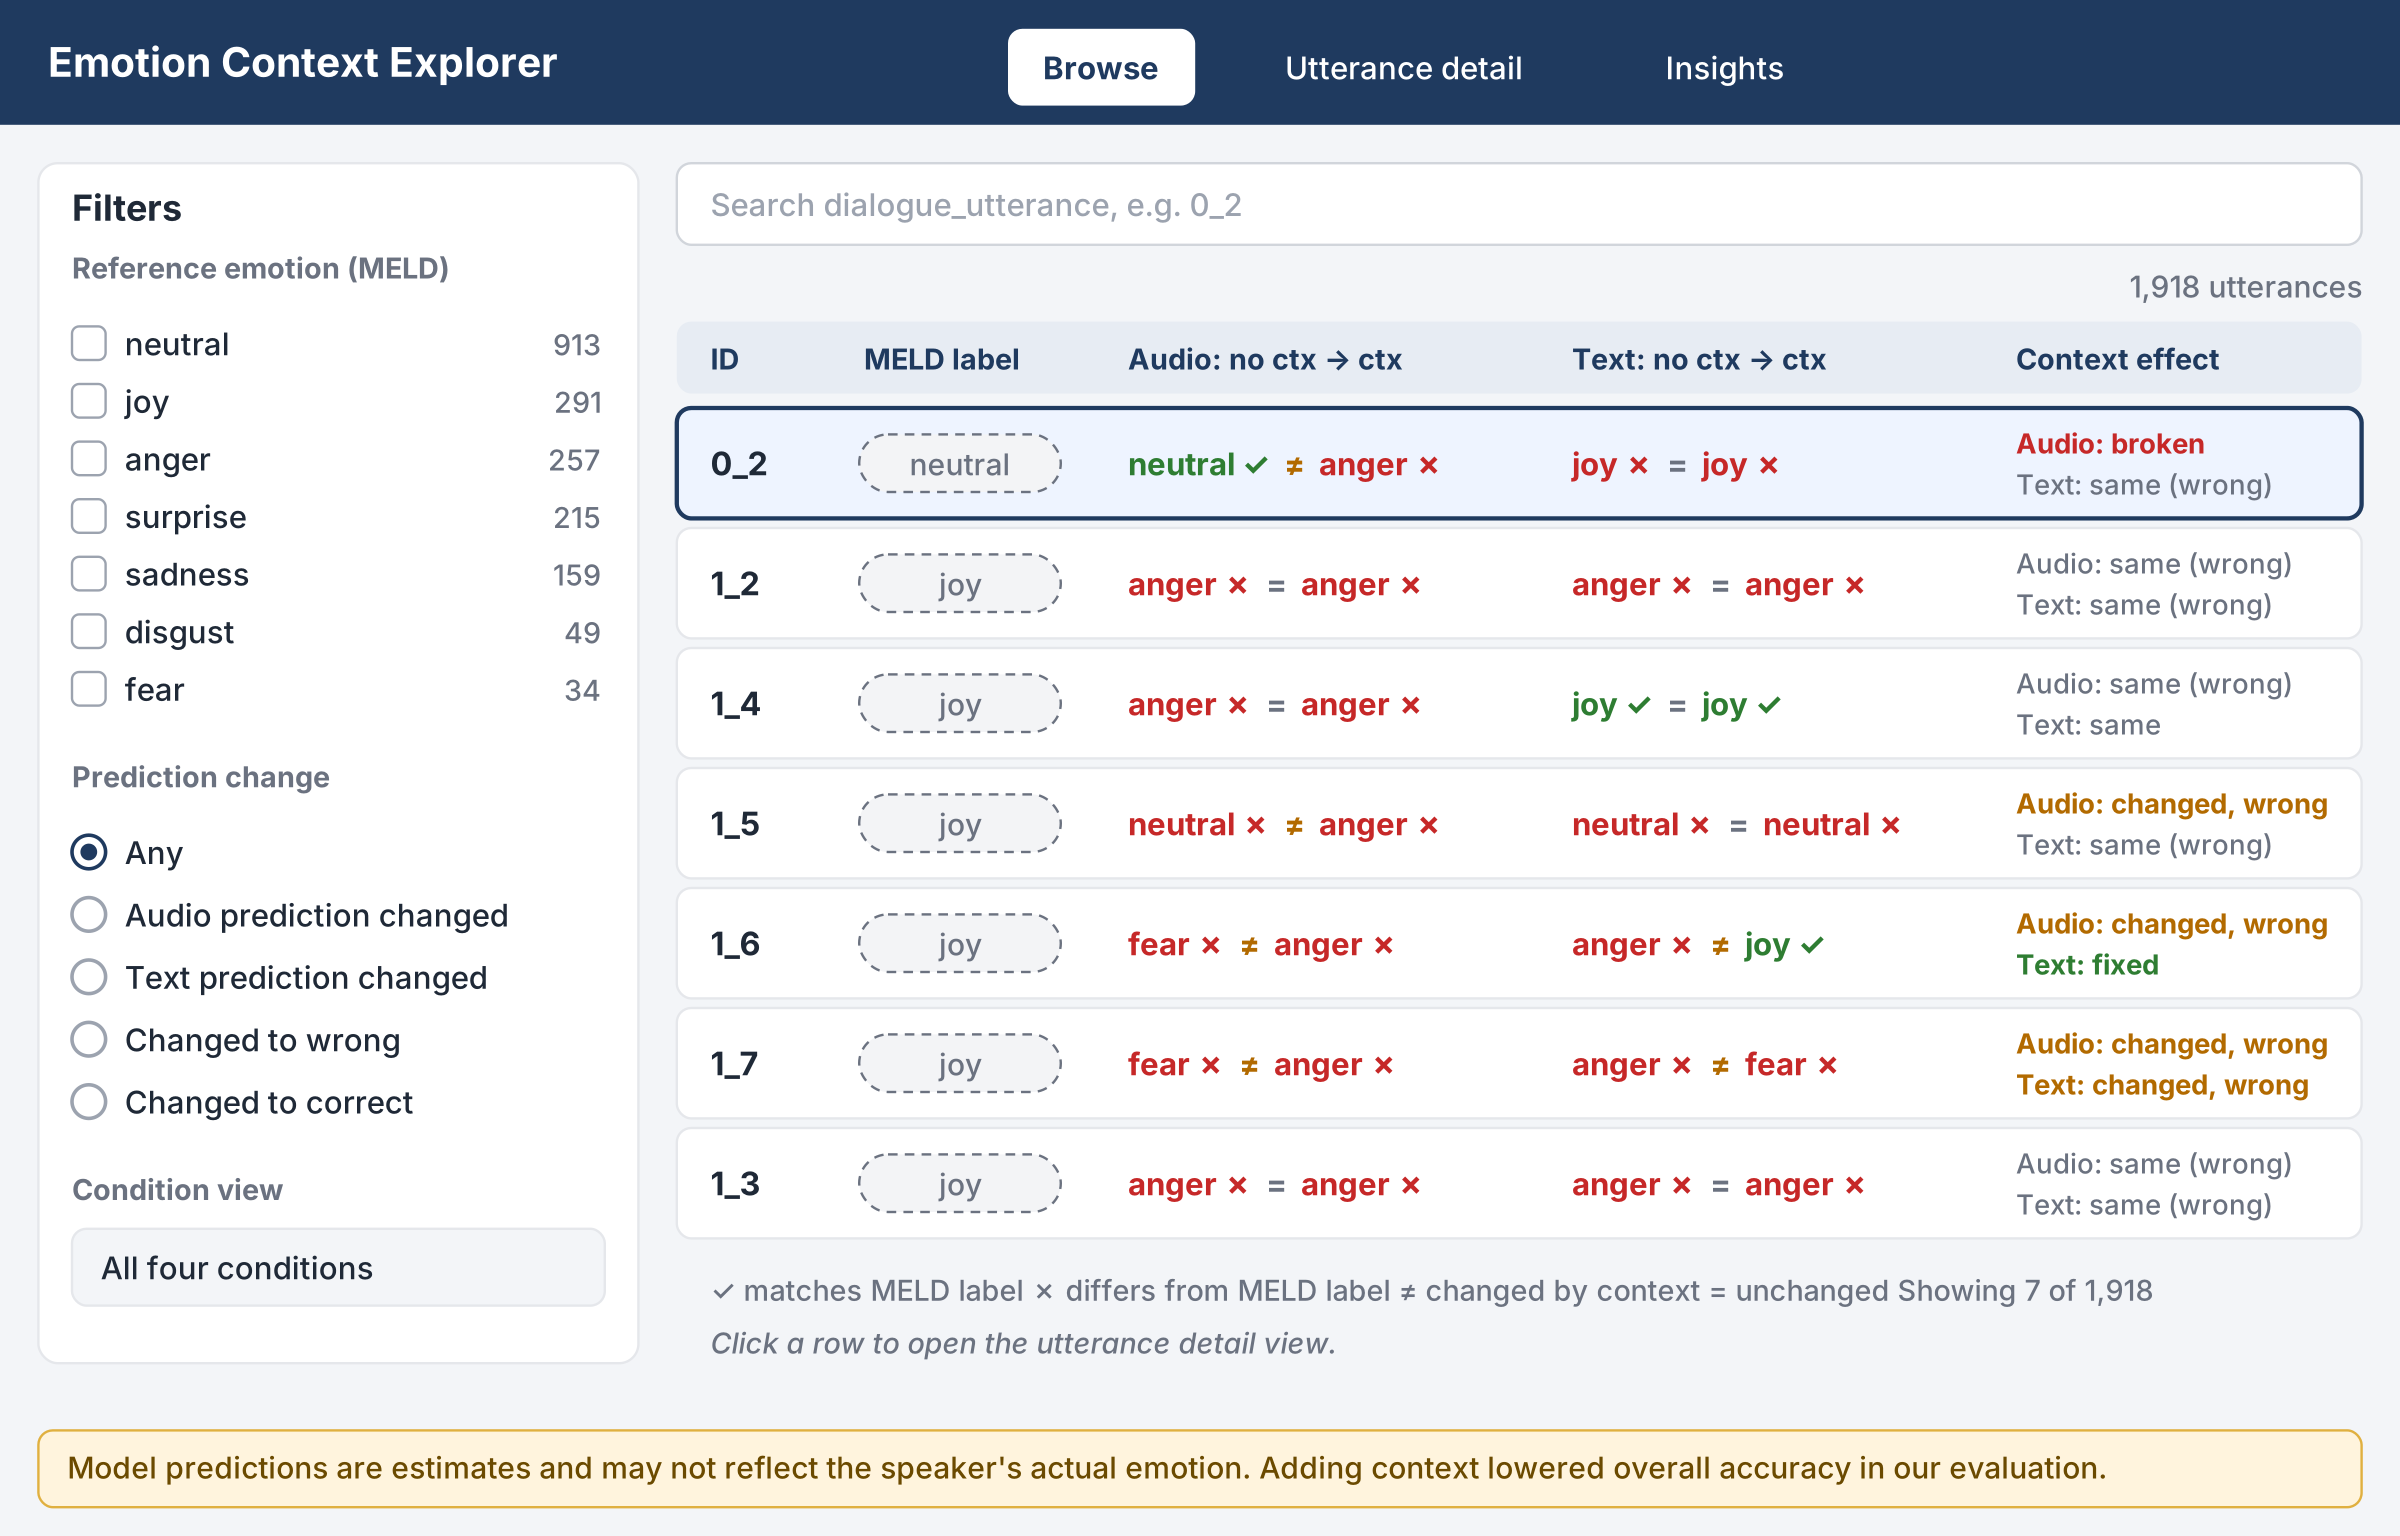 Emotion Context Explorer
Browse
Utterance detail
Insights
Filters
Reference emotion (MELD)
neutral 913
joy 291
anger 257
surprise 215
sadness 159
disgust 49
fear 34
Prediction change
Any
Audio prediction changed
Text prediction changed
Changed to wrong
Changed to correct
Condition view
All four conditions
Search dialogue_utterance, e.g. 0_2
1,918 utterances
ID MELD label Audio: no ctx → ctx Text: no ctx → ctx Context effect
0_2 neutral neutral ✓ ≠ anger × joy × = joy × Audio: broken
Text: same (wrong)
1_2 joy anger × = anger × anger × = anger × Audio: same (wrong)
Text: same (wrong)
1_4 joy anger × = anger × joy ✓ = joy ✓ Audio: same (wrong)
Text: same
1_5 joy neutral × ≠ anger × neutral × = neutral × Audio: changed, wrong
Text: same (wrong)
1_6 joy fear × ≠ anger × anger × ≠ joy ✓ Audio: changed, wrong
Text: fixed
1_7 joy fear × ≠ anger × anger × ≠ fear × Audio: changed, wrong
Text: changed, wrong
1_3 joy anger × = anger × anger × = anger × Audio: same (wrong)
Text: same (wrong)
✓ matches MELD label × differs from MELD label ≠ changed by context = unchanged Showing 7 of 1,918
Click a row to open the utterance detail view.
Model predictions are estimates and may not reflect the speaker's actual emotion. Adding context lowered overall accuracy in our evaluation.